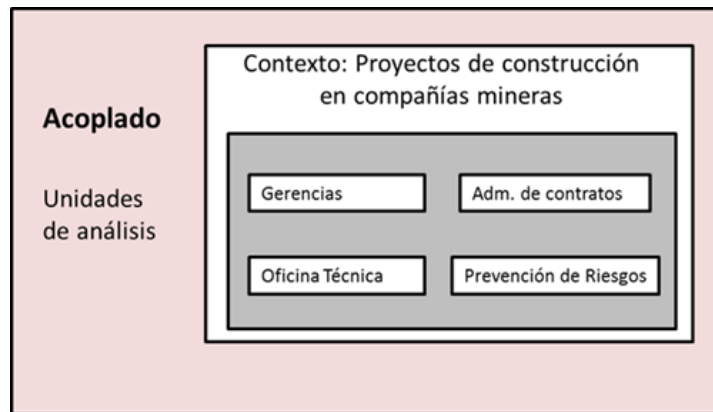 Contexto: Proyectos de construcción
en compañías mineras
Acoplado
Unidades
de análisis
Gerencias
Adm. de contratos
Oficina Técnica
Prevención de Riesgos